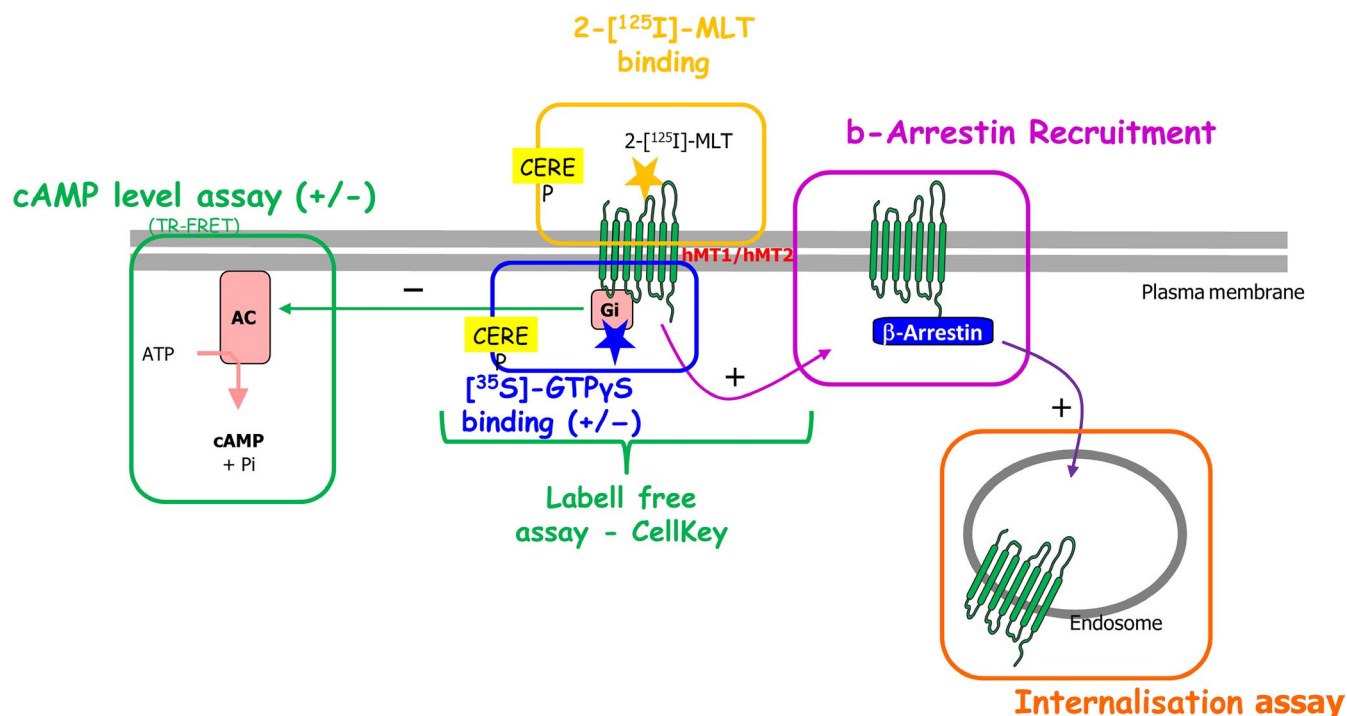 2-[¹²⁵I]-MLT
binding
2-[¹²⁵I]-MLT
CERE
P
b-Arrestin Recruitment
cAMP level assay (+/-)
(TR-FRET)
hMT1/hMT2
Plasma membrane
AC
ATP
cAMP
+ Pi
−
Gi
CERE
P
[³⁵S]-GTPγS
binding (+/−)
+
β-Arrestin
+
Labell free
assay - CellKey
Endosome
Internalisation assay